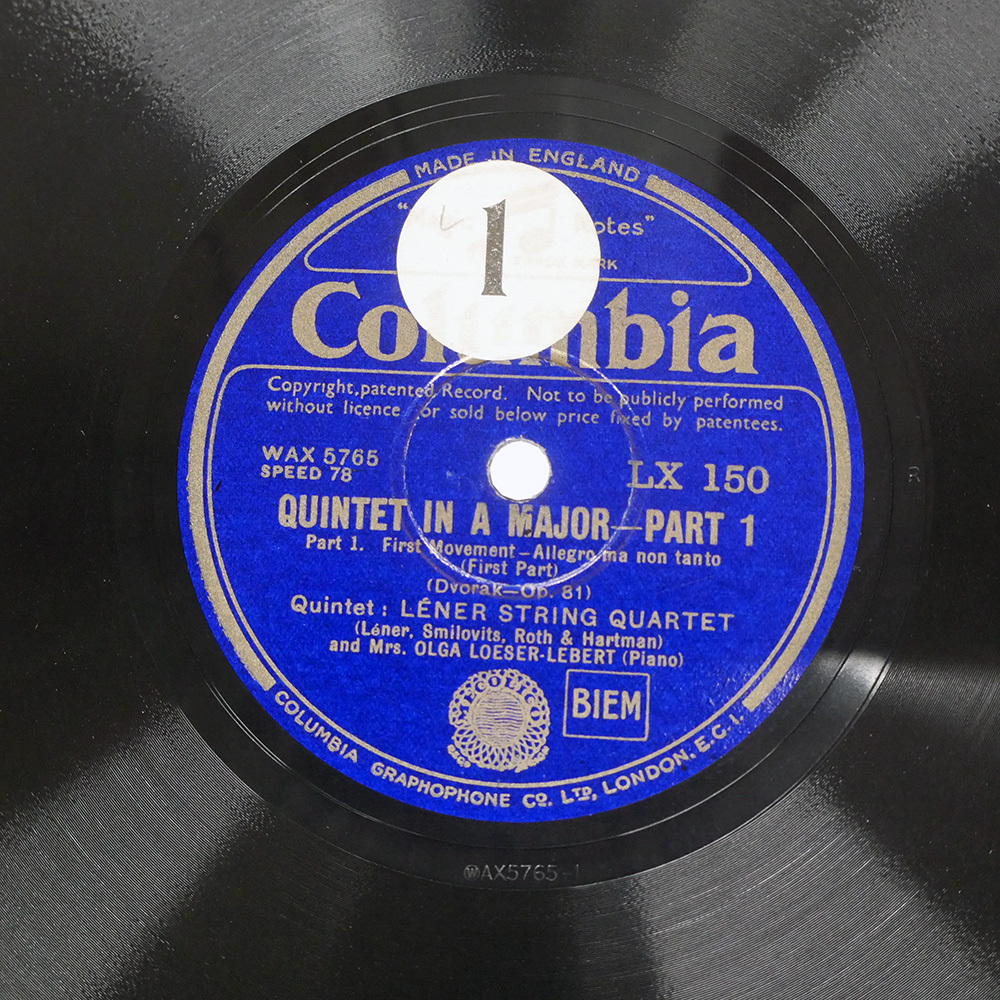 MADE IN ENGLAND
1
Columbia
Copyright, patented Record. Not to be publicly performed
without licence or sold below price fixed by patentees.
WAX 5765
SPEED 78
LX 150
QUINTET IN A MAJOR—PART 1
Part 1. First Movement—Allegro ma non tanto
(First Part)
(Dvorak—Op. 81)
Quintet: LÉNER STRING QUARTET
(Léner, Smilovits, Roth & Hartman)
and Mrs. OLGA LOESER-LEBERT (Piano)
BIEM
COLUMBIA GRAPHOPHONE CO. LTD, LONDON. E.C.1.
R
WAX5765-1